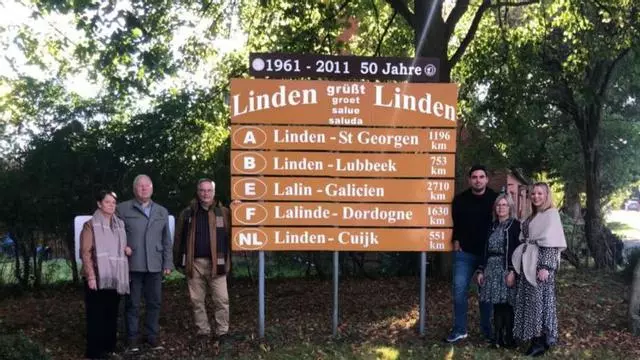 1961 - 2011 50 Jahre
Linden grüßt Linden
groet
salue
saluda
A Linden - St Georgen 1196 km
B Linden - Lubbeek 753 km
E Lalin - Galicien 2710 km
F Lalinde - Dordogne 1630 km
NL Linden - Cuijk 551 km